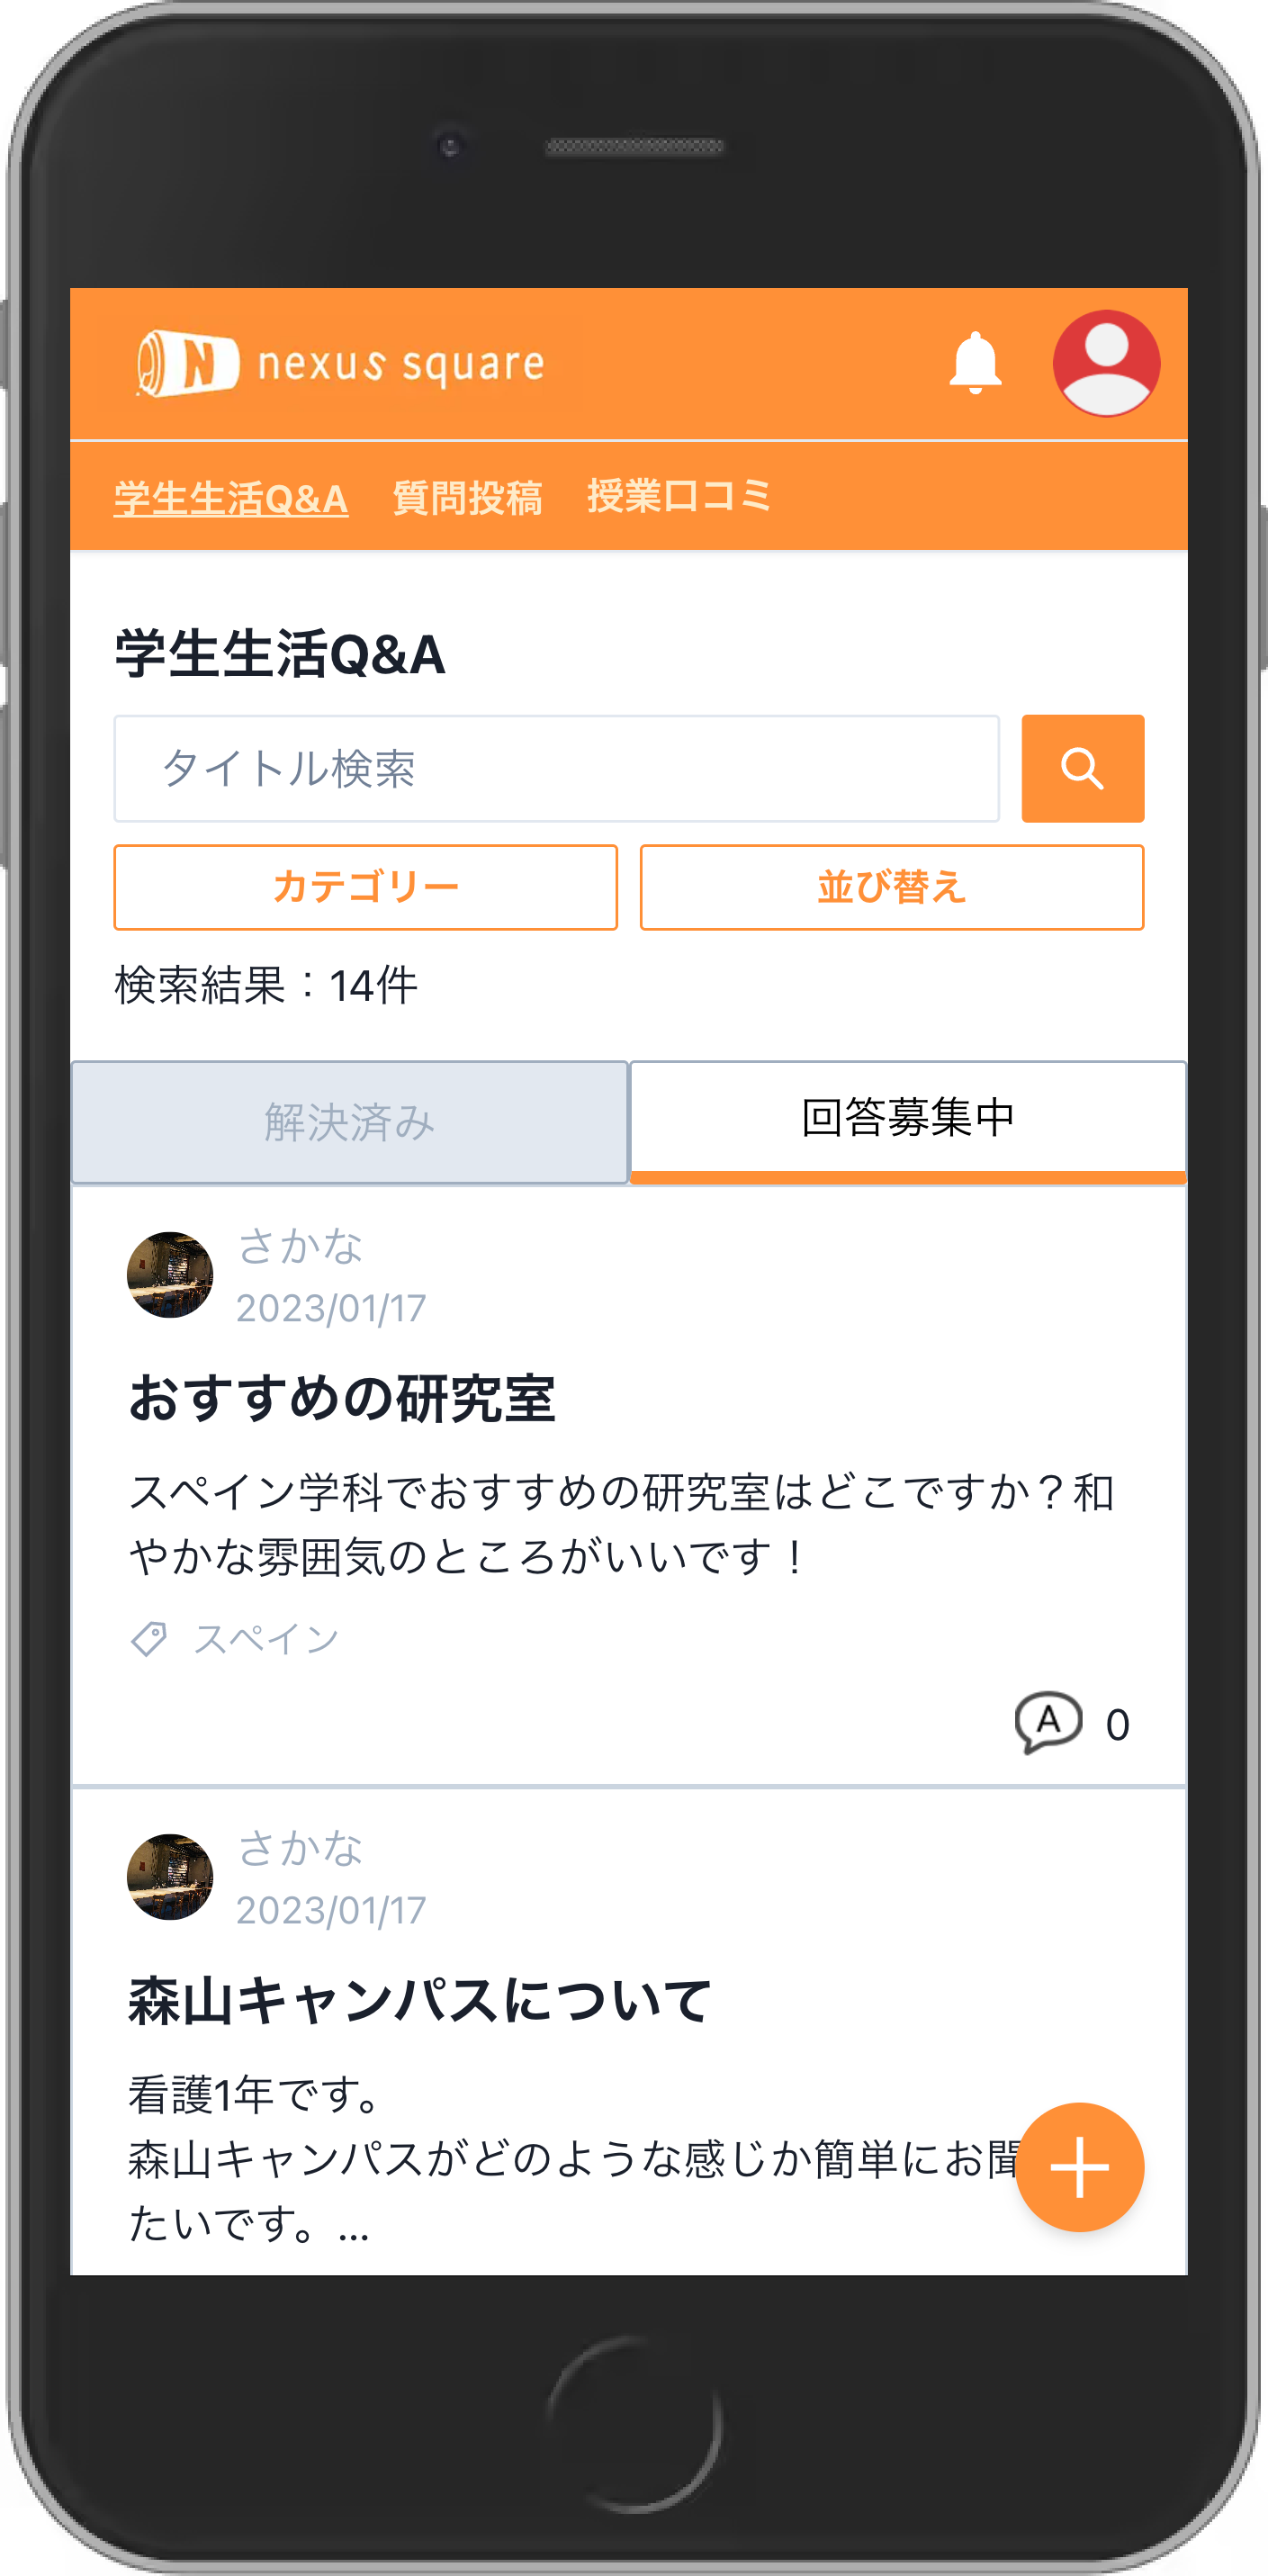 N nexus square
学生生活Q&A 質問投稿 授業口コミ
学生生活Q&A
タイトル検索
カテゴリー 並び替え
検索結果：14件
解決済み 回答募集中
さかな
2023/01/17
おすすめの研究室
スペイン学科でおすすめの研究室はどこですか？和
やかな雰囲気のところがいいです！
スペイン
A 0
さかな
2023/01/17
森山キャンパスについて
看護1年です。
森山キャンパスがどのような感じか簡単にお聞
たいです。...